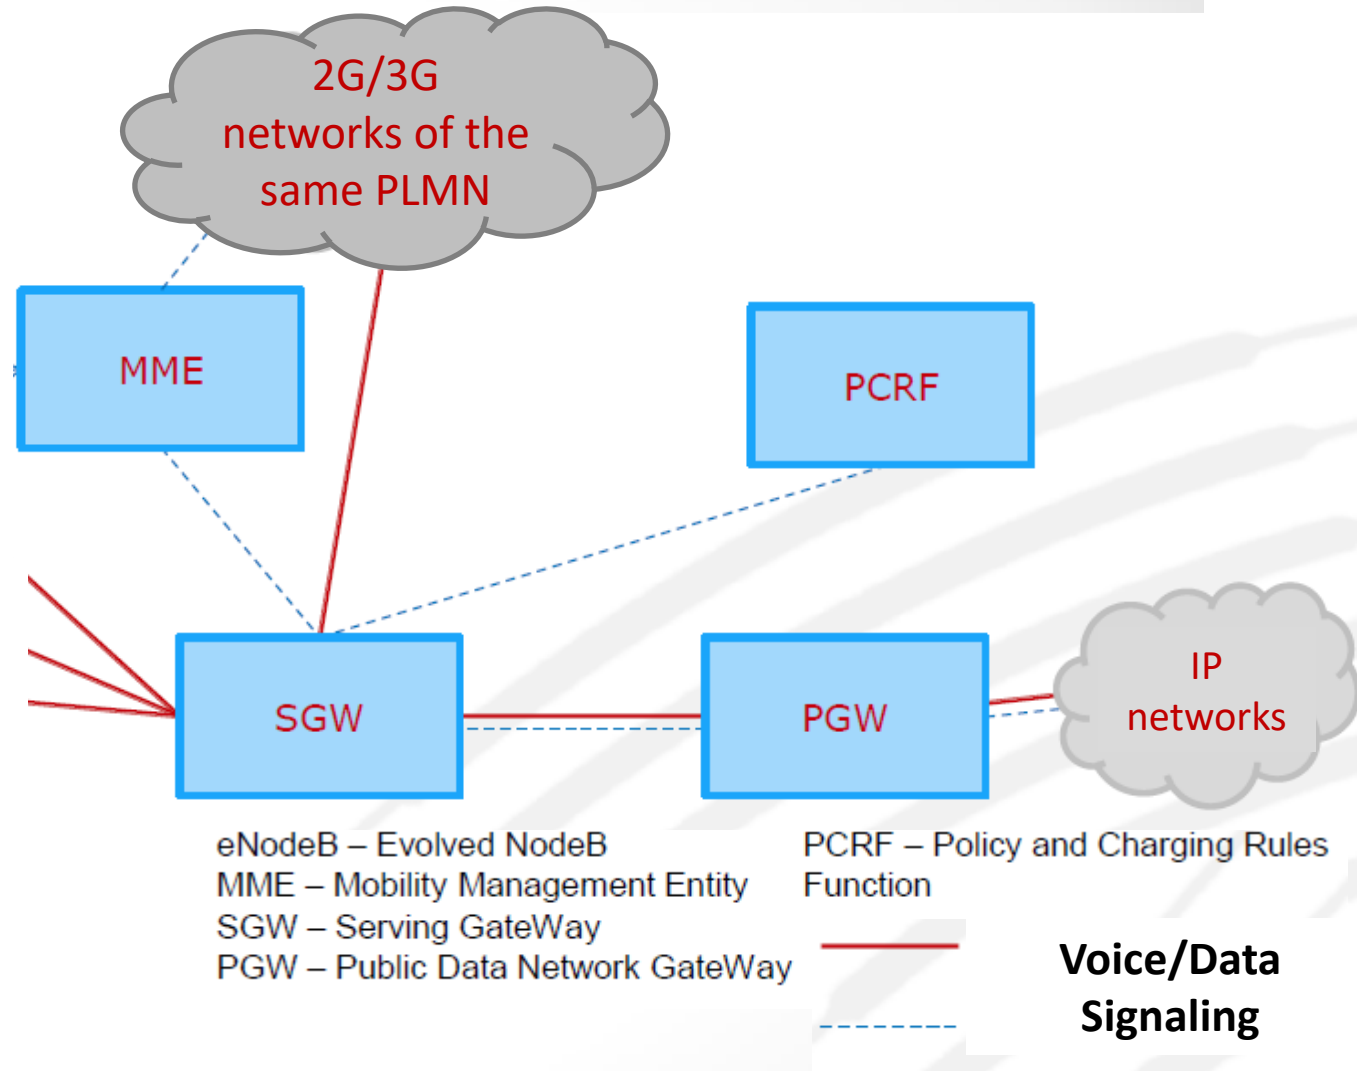 2G/3G
networks of the
same PLMN
MME
PCRF
SGW
PGW
IP
networks
eNodeB – Evolved NodeB
MME – Mobility Management Entity
SGW – Serving GateWay
PGW – Public Data Network GateWay
PCRF – Policy and Charging Rules
Function
Voice/Data
Signaling